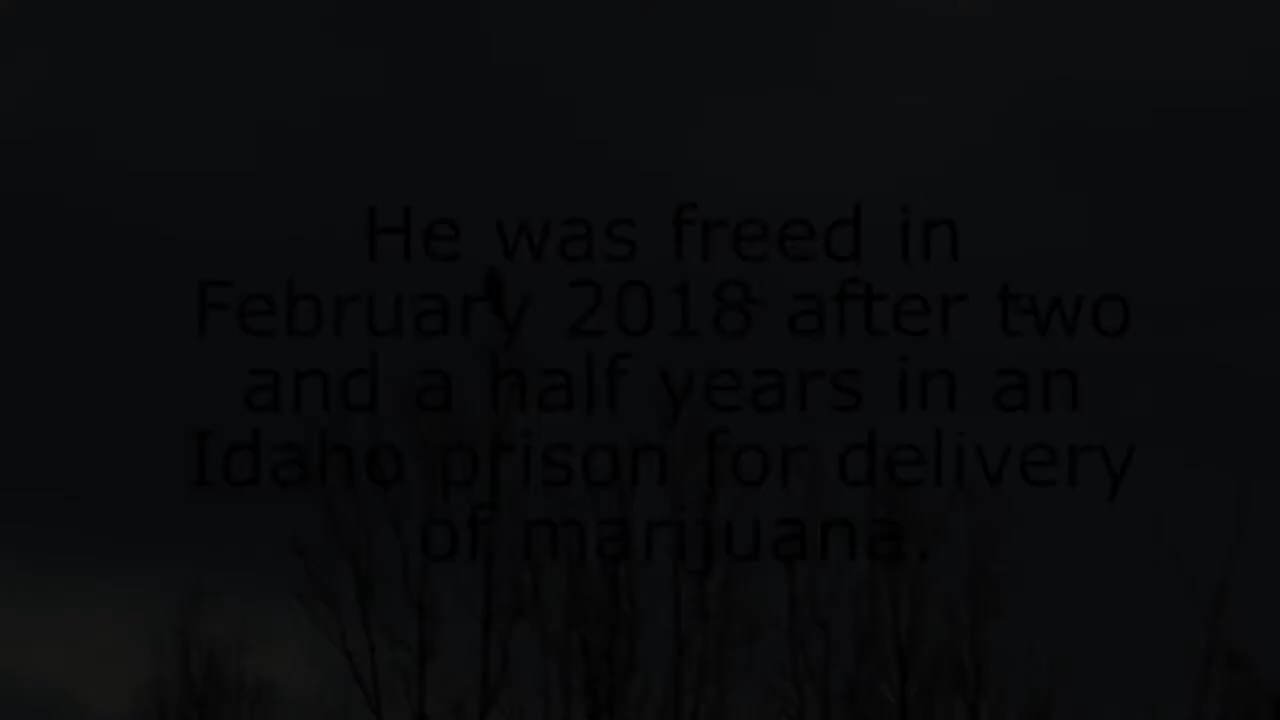 He was freed in
February 2018 after two
and a half years in an
Idaho prison for delivery
of marijuana.